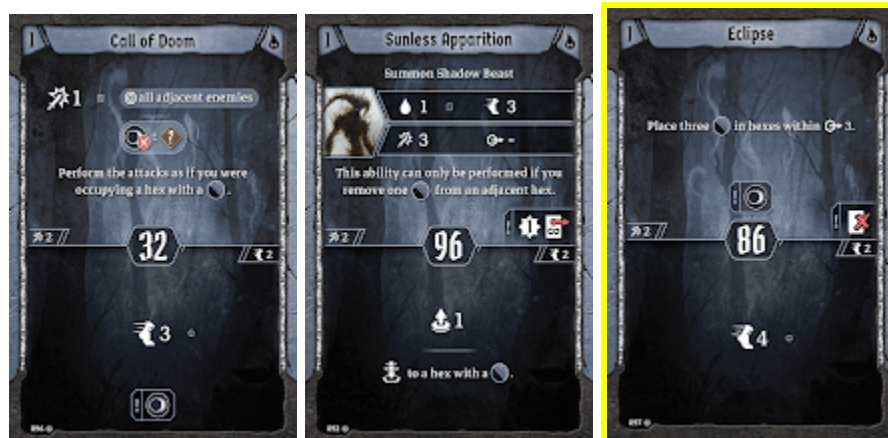 I
Call of Doom
1
all adjacent enemies
Perform the attacks as if you were
occupying a hex with a .
2
32
2
3
I
Sunless Apparition
Summon Shadow Beast
1 3
3 -
This ability can only be performed if you
remove one from an adjacent hex.
2
96
2
1
to a hex with a .
I
Eclipse
Place three in hexes within 3.
2
86
2
4